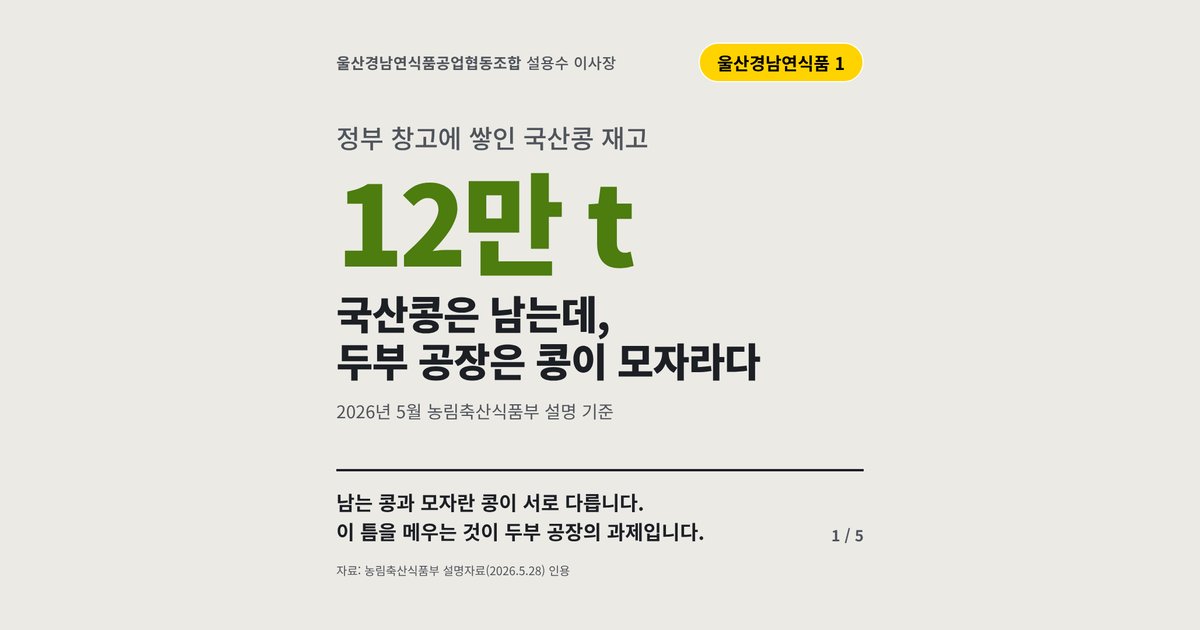 울산경남연식품공업협동조합 설용수 이사장
울산경남연식품 1
정부 창고에 쌓인 국산콩 재고
12만 t
국산콩은 남는데,
두부 공장은 콩이 모자라다
2026년 5월 농림축산식품부 설명 기준
남는 콩과 모자란 콩이 서로 다릅니다.
이 틈을 메우는 것이 두부 공장의 과제입니다.
1 / 5
자료: 농림축산식품부 설명자료(2026.5.28) 인용